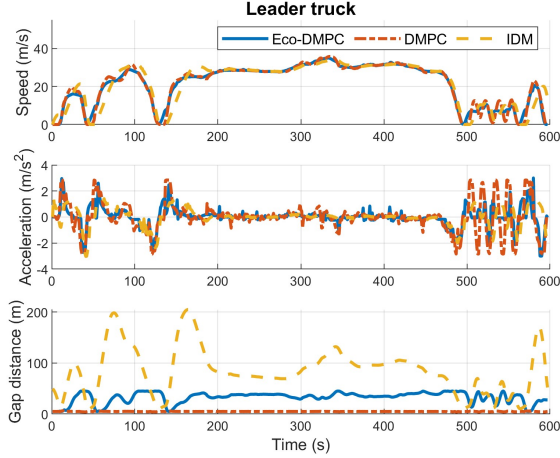 Leader truck
Eco-DMPC DMPC IDM
Speed (m/s)
40
20
0
0 100 200 300 400 500 600
Acceleration (m/s²)
4
2
0
-2
-4
0 100 200 300 400 500 600
Gap distance (m)
200
100
0
0 100 200 300 400 500 600
Time (s)